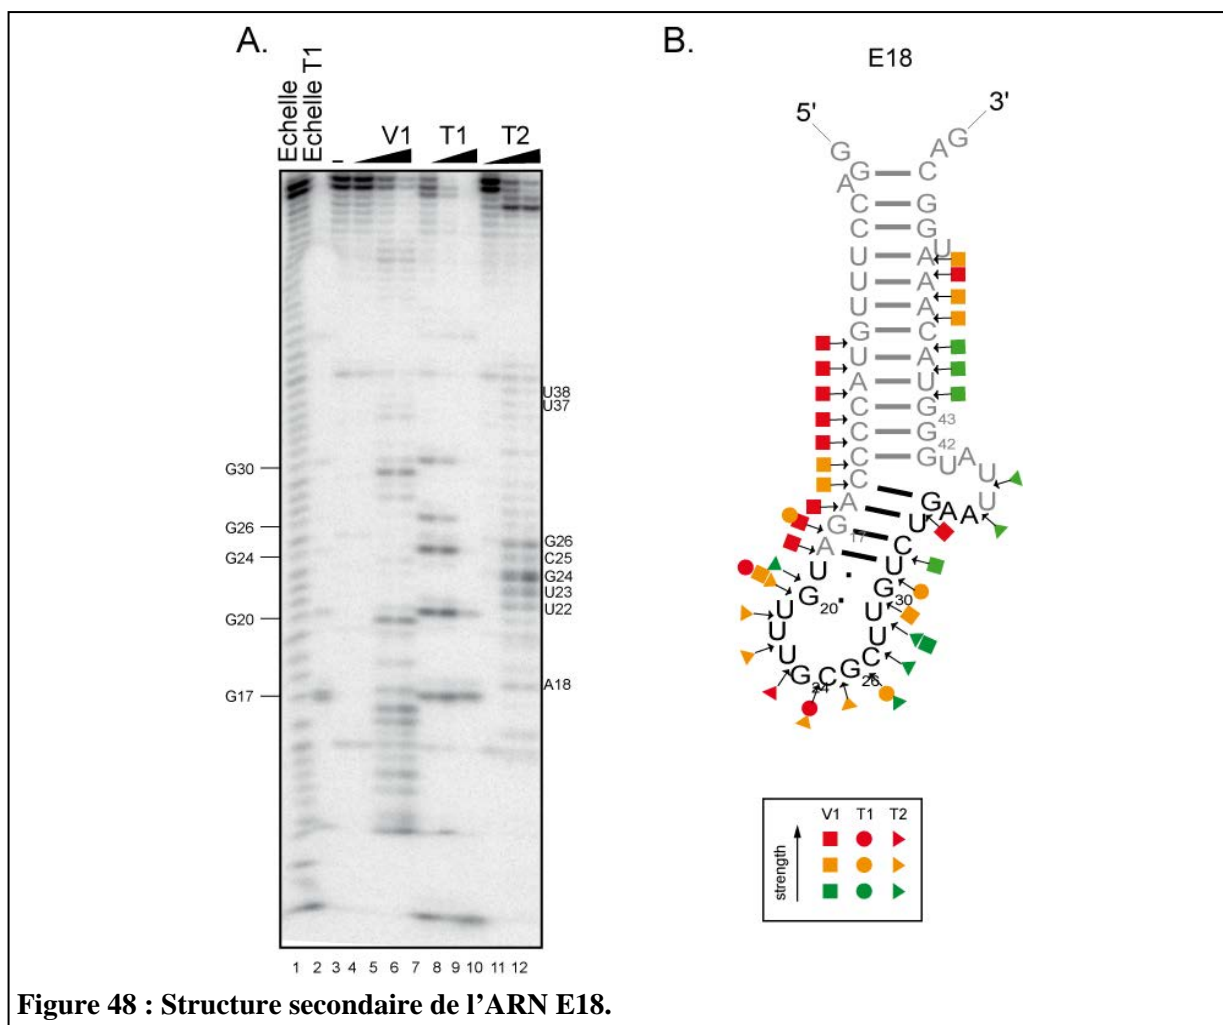 A.
Echelle
Echelle T1
-
V1
T1
T2
U38
U37
G30
G26
G24
G20
G17
G26
C25
G24
U23
U22
A18
1 2 3 4 5 6 7 8 9 10 11 12
B.
E18
5'
3'
G
A
G
A
C
C
U
U
U
G
U
A
C
C
C
C
A
G
17
A
U
G
20
U
U
U
G
24
C
G
26
C
U
U
G
30
U
C
U
G
A
A
U
U
A
U
G
42
G
43
G
U
A
C
A
A
A
U
G
G
C
A
G
V1 T1 T2
strength
Figure 48 : Structure secondaire de l'ARN E18.